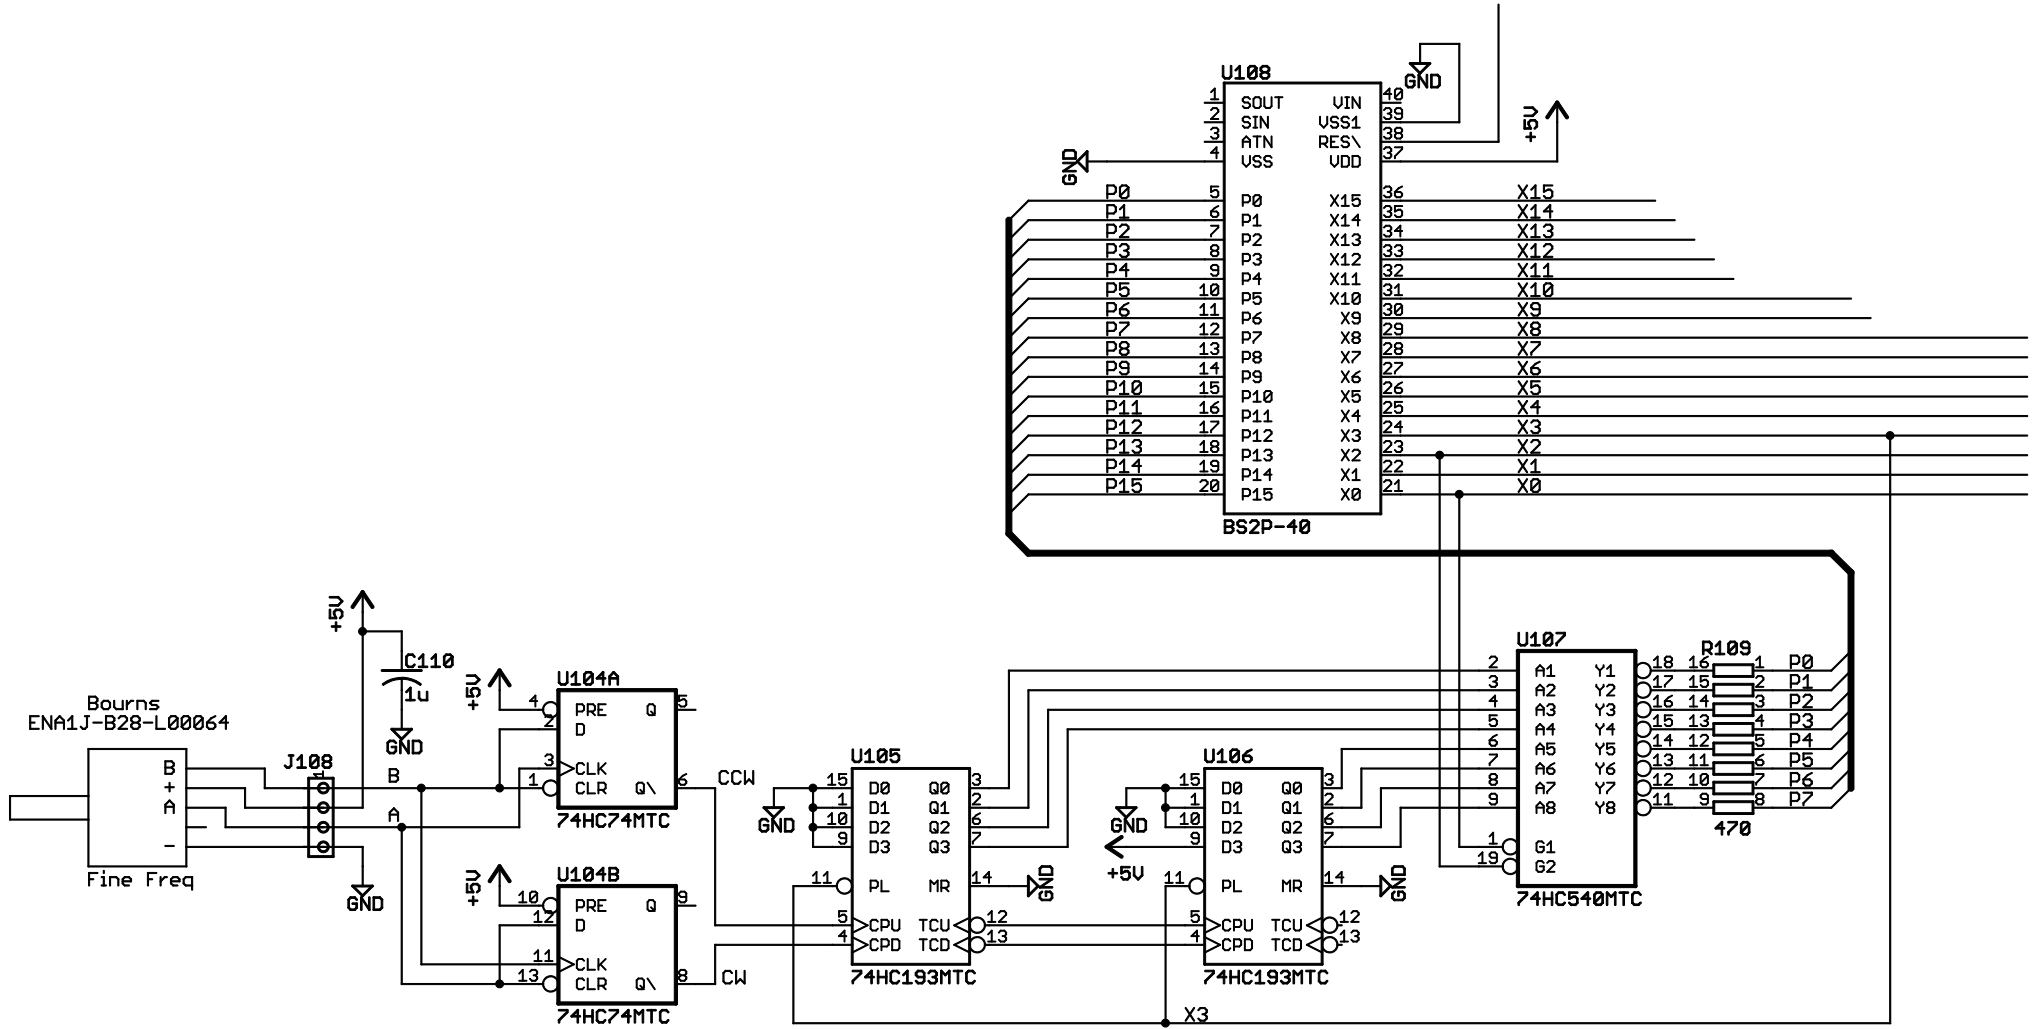 U108
GND
1 SOUT VIN 40
2 SIN VSS1 39
3 ATN RES\ 38
+5V
GND 4 VSS VDD 37
P0 5 P0 X15 36 X15
P1 6 P1 X14 35 X14
P2 7 P2 X13 34 X13
P3 8 P3 X12 33 X12
P4 9 P4 X11 32 X11
P5 10 P5 X10 31 X10
P6 11 P6 X9 30 X9
P7 12 P7 X8 29 X8
P8 13 P8 X7 28 X7
P9 14 P9 X6 27 X6
P10 15 P10 X5 26 X5
P11 16 P11 X4 25 X4
P12 17 P12 X3 24 X3
P13 18 P13 X2 23 X2
P14 19 P14 X1 22 X1
P15 20 P15 X0 21 X0
BS2P-40
+5V
C110
1u
GND
Bourns
ENA1J-B28-L00064
B
+
A
-
Fine Freq
J108
1
B
A
GND
U104A
+5V
4 PRE Q 5
2 D
3 CLK
1 CLR Q\ 6
74HC74MTC
CCW
U104B
+5V
10 PRE Q 9
12 D
11 CLK
13 CLR Q\ 8
74HC74MTC
CW
U105
GND
15 D0 Q0 3
1 D1 Q1 2
10 D2 Q2 6
9 D3 Q3 7
11 PL MR 14 GND
5 CPU TCU 12
4 CPD TCD 13
74HC193MTC
U106
GND
+5V
15 D0 Q0 3
1 D1 Q1 2
10 D2 Q2 6
9 D3 Q3 7
11 PL MR 14 GND
5 CPU TCU 12
4 CPD TCD 13
74HC193MTC
X3
U107
R109
2 A1 Y1 18 16 1 P0
3 A2 Y2 17 15 2 P1
4 A3 Y3 16 14 3 P2
5 A4 Y4 15 13 4 P3
6 A5 Y5 14 12 5 P4
7 A6 Y6 13 11 6 P5
8 A7 Y7 12 10 7 P6
9 A8 Y8 11 9 8 P7
470
1 G1
19 G2
74HC540MTC